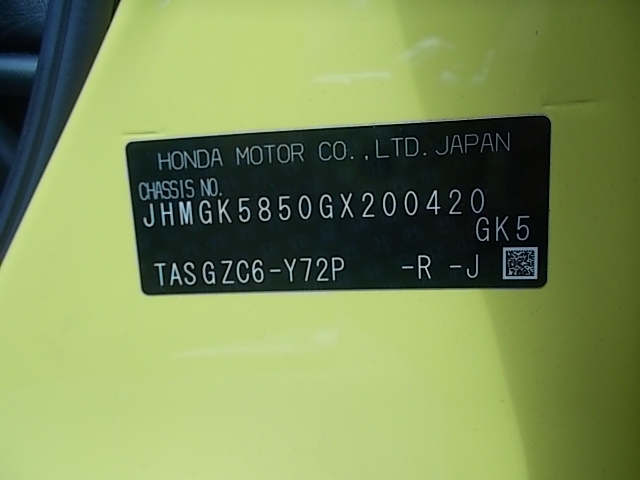 HONDA MOTOR CO.,LTD. JAPAN
CHASSIS NO.
JHMGK5850GX200420
GK5
TASGZC6-Y72P -R -J